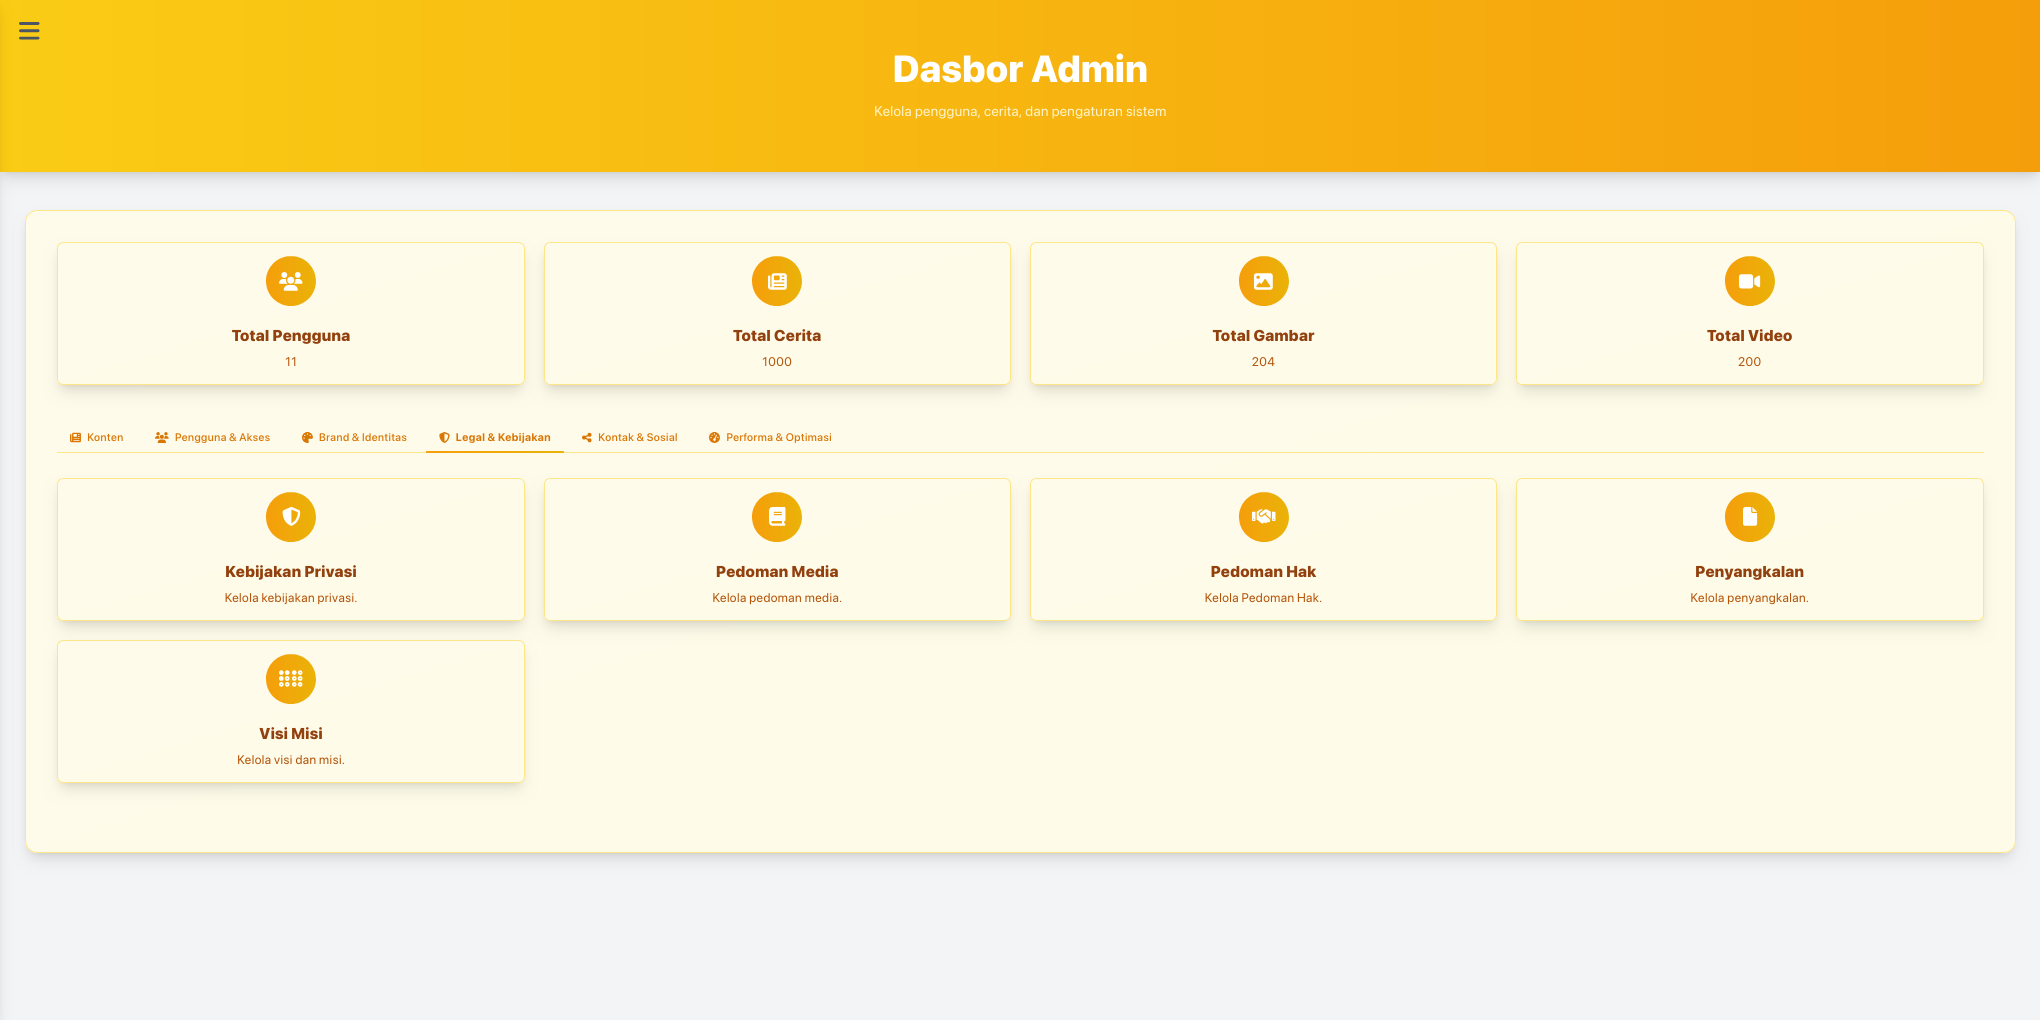 Dasbor Admin
Kelola pengguna, cerita, dan pengaturan sistem
Total Pengguna
11
Total Cerita
1000
Total Gambar
204
Total Video
200
Konten
Pengguna & Akses
Brand & Identitas
Legal & Kebijakan
Kontak & Sosial
Performa & Optimasi
Kebijakan Privasi
Kelola kebijakan privasi.
Pedoman Media
Kelola pedoman media.
Pedoman Hak
Kelola Pedoman Hak.
Penyangkalan
Kelola penyangkalan.
Visi Misi
Kelola visi dan misi.